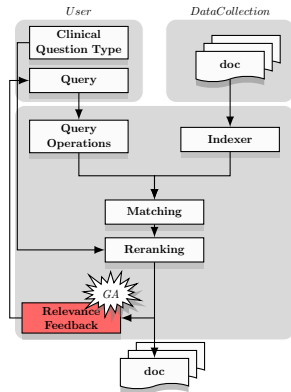 User
DataCollection
Clinical
Question Type
Query
doc
Query
Operations
Indexer
Matching
Reranking
GA
Relevance
Feedback
doc